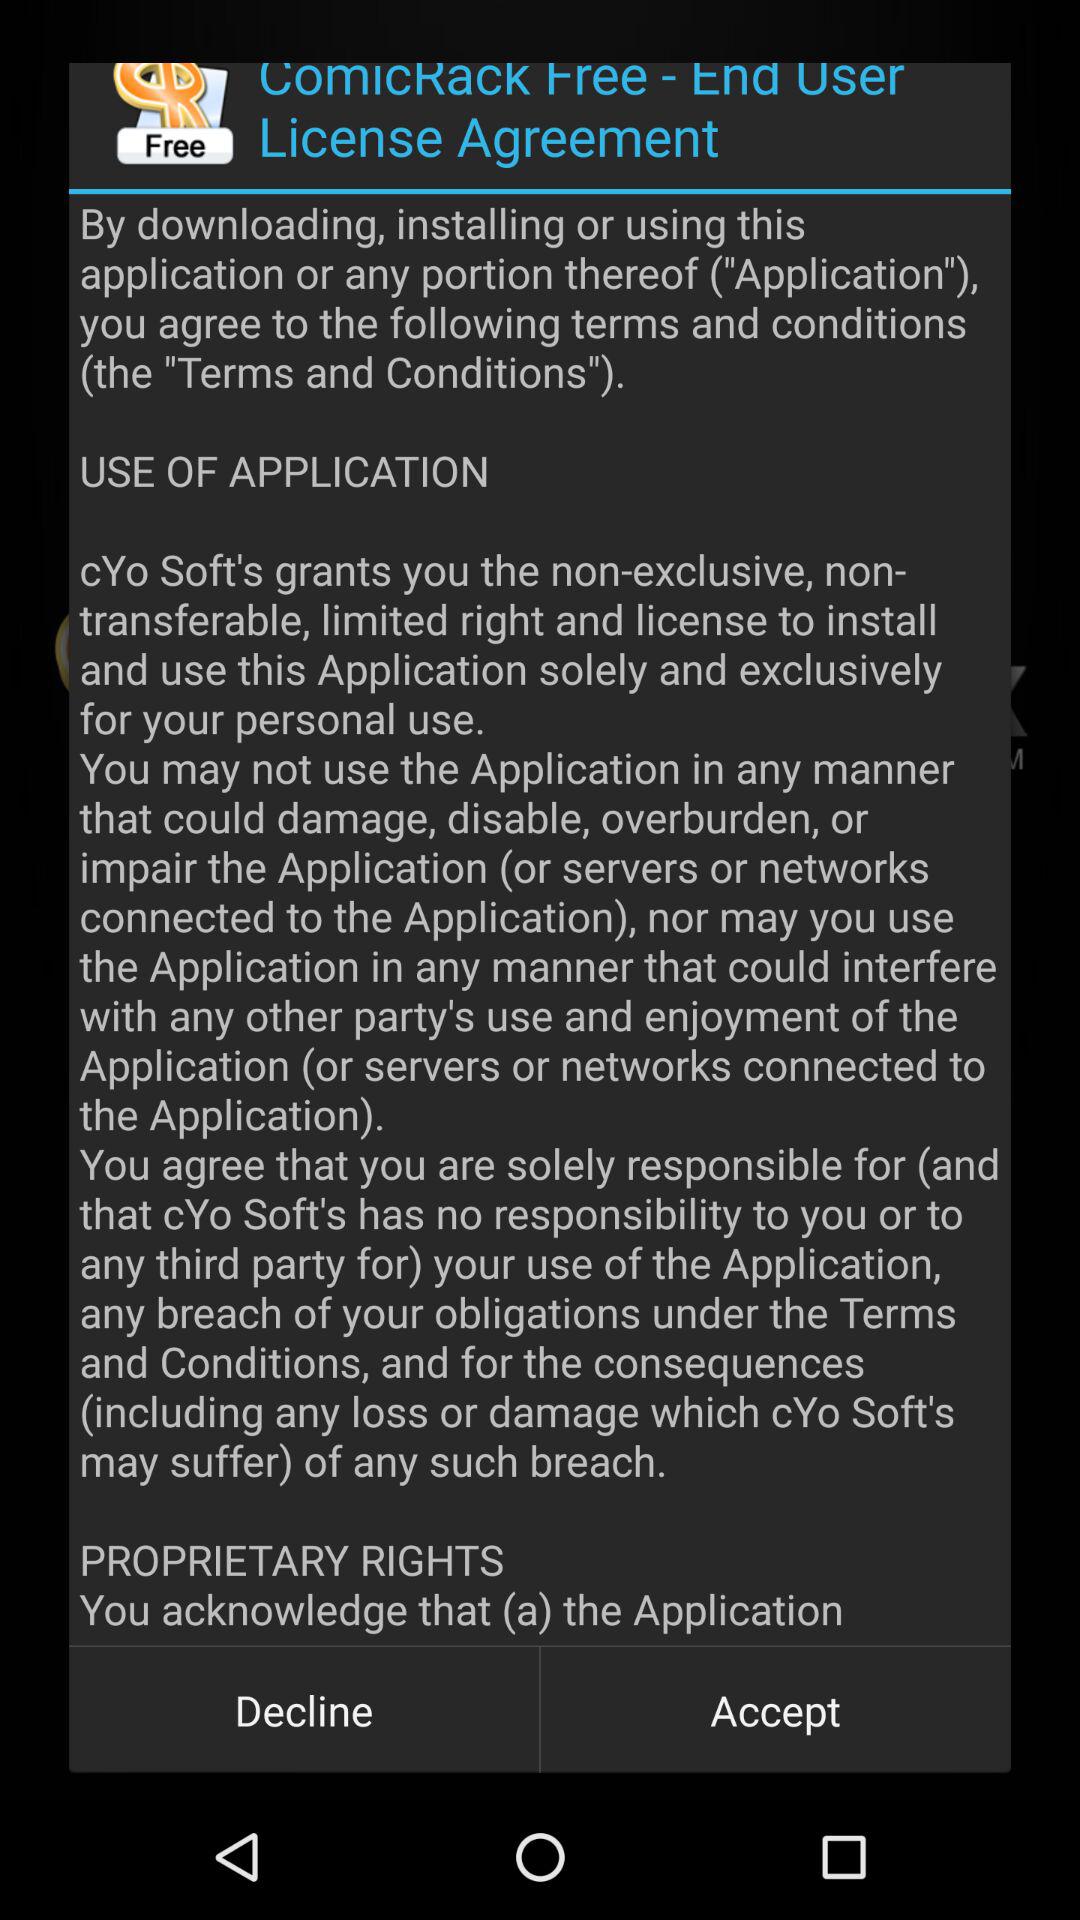 ComicRack Free - End User
License Agreement
Free
By downloading, installing or using this
application or any portion thereof ("Application"),
you agree to the following terms and conditions
(the "Terms and Conditions").
USE OF APPLICATION
cYo Soft's grants you the non-exclusive, non-
transferable, limited right and license to install
and use this Application solely and exclusively
for your personal use.
You may not use the Application in any manner
that could damage, disable, overburden, or
impair the Application (or servers or networks
connected to the Application), nor may you use
the Application in any manner that could interfere
with any other party's use and enjoyment of the
Application (or servers or networks connected to
the Application).
You agree that you are solely responsible for (and
that cYo Soft's has no responsibility to you or to
any third party for) your use of the Application,
any breach of your obligations under the Terms
and Conditions, and for the consequences
(including any loss or damage which cYo Soft's
may suffer) of any such breach.
PROPRIETARY RIGHTS
You acknowledge that (a) the Application
Decline
Accept